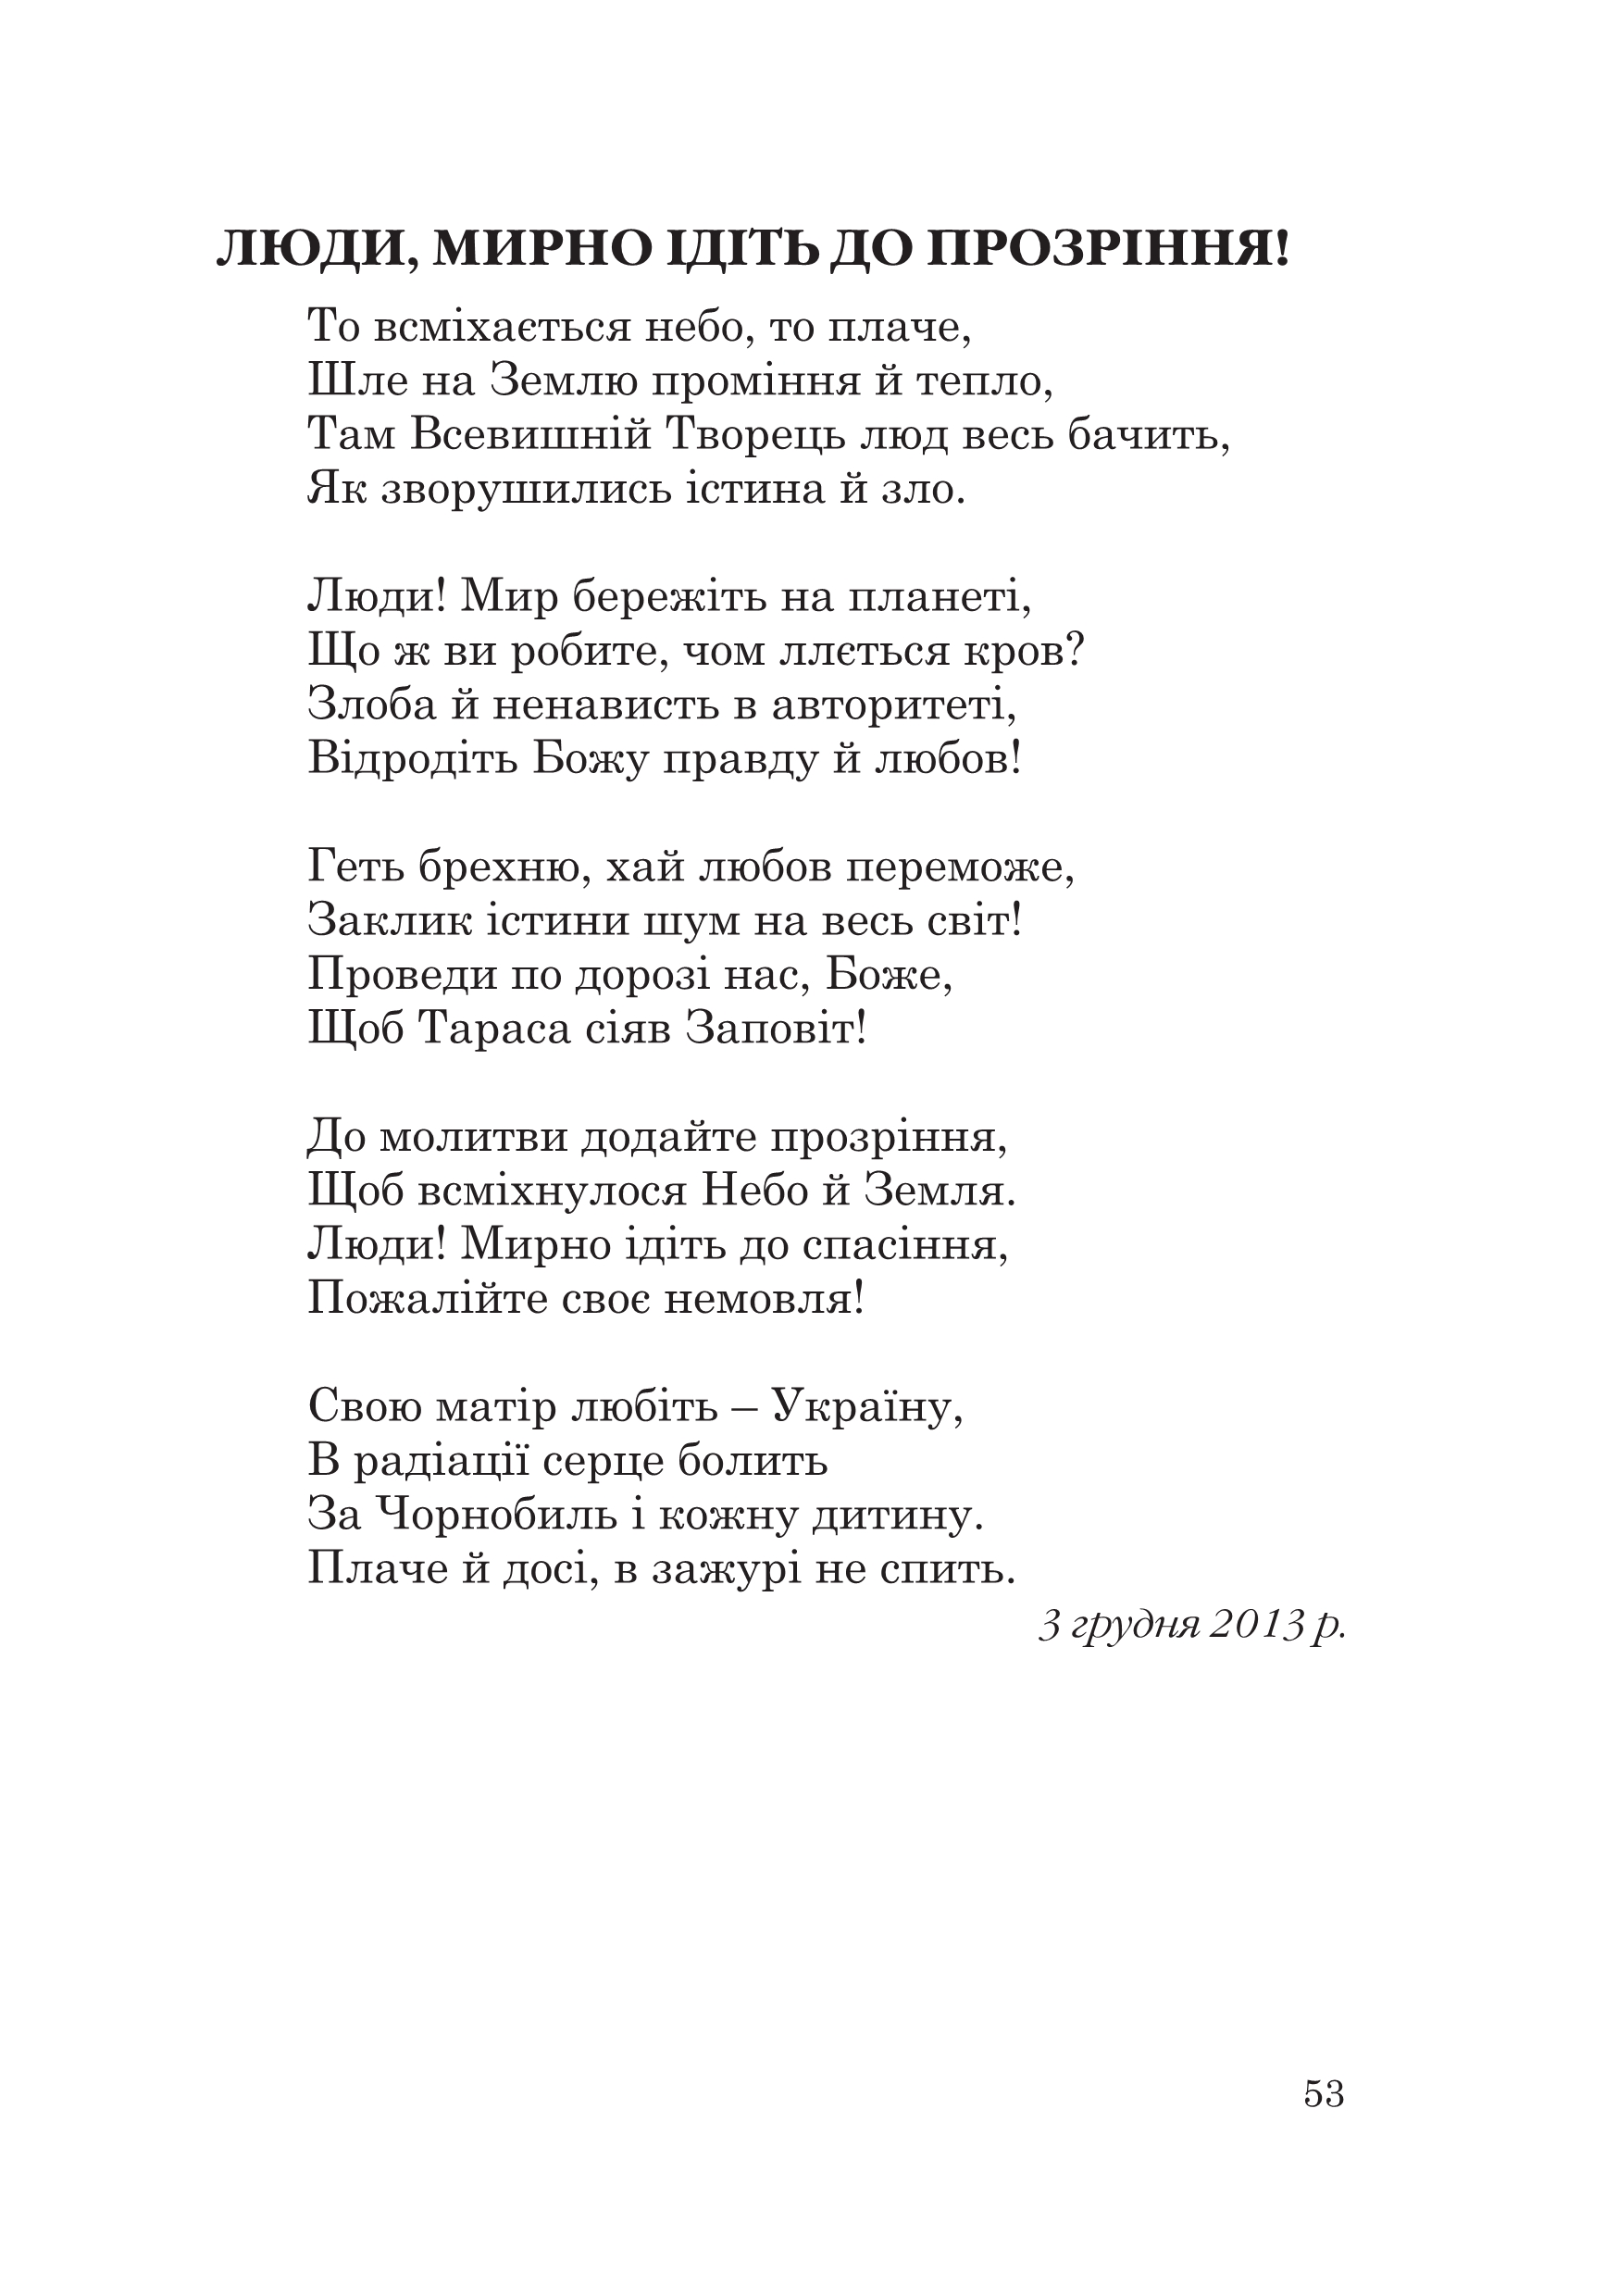 ЛЮДИ, МИРНО ІДІТЬ ДО ПРОЗРІННЯ!
То всміхається небо, то плаче,
Шле на Землю проміння й тепло,
Там Всевишній Творець люд весь бачить,
Як зворушились істина й зло.
Люди! Мир бережіть на планеті,
Що ж ви робите, чом ллється кров?
Злоба й ненависть в авторитеті,
Відродіть Божу правду й любов!
Геть брехню, хай любов переможе,
Заклик істини шум на весь світ!
Проведи по дорозі нас, Боже,
Щоб Тараса сіяв Заповіт!
До молитви додайте прозріння,
Щоб всміхнулося Небо й Земля.
Люди! Мирно ідіть до спасіння,
Пожалійте своє немовля!
Свою матір любіть – Україну,
В радіації серце болить
За Чорнобиль і кожну дитину.
Плаче й досі, в зажурі не спить.
3 грудня 2013 р.
53